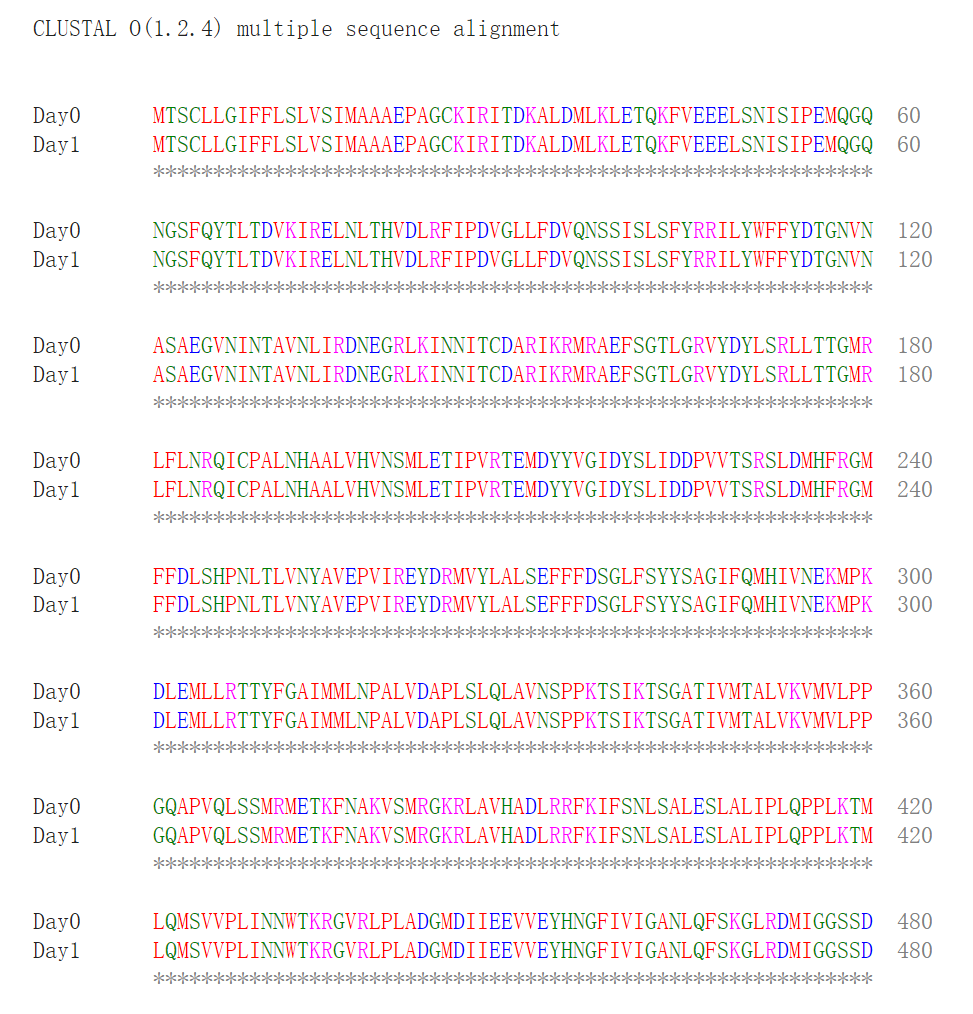 CLUSTAL O(1.2.4) multiple sequence alignment
Day0 MTSCLLGIFFLSLVSIMAAAEPAGCKIRITDKALDMLKLETQKFVEEELSNISIPEMQGQ 60
Day1 MTSCLLGIFFLSLVSIMAAAEPAGCKIRITDKALDMLKLETQKFVEEELSNISIPEMQGQ 60
************************************************************
Day0 NGSFQYTLTDVKIRELNLTHVDLRFIPDVGLLFDVQNSSISLSFYRRILYWFFYDTGNVN 120
Day1 NGSFQYTLTDVKIRELNLTHVDLRFIPDVGLLFDVQNSSISLSFYRRILYWFFYDTGNVN 120
************************************************************
Day0 ASAEGVNINTAVNLIRDNEGRLKINNITCDARIKRMRAEFSGTLGRVYDYLSRLLTTGMR 180
Day1 ASAEGVNINTAVNLIRDNEGRLKINNITCDARIKRMRAEFSGTLGRVYDYLSRLLTTGMR 180
************************************************************
Day0 LFLNRQICPALNHAALVHVNSMLETIPVRTEMDYYVGIDYSLIDDPVVTSRSLDMHFRGM 240
Day1 LFLNRQICPALNHAALVHVNSMLETIPVRTEMDYYVGIDYSLIDDPVVTSRSLDMHFRGM 240
************************************************************
Day0 FFDLSHPNLTLVNYAVEPVIREYDRMVYLALSEFFFDSGLFSYYSAGIFQMHIVNEKMPK 300
Day1 FFDLSHPNLTLVNYAVEPVIREYDRMVYLALSEFFFDSGLFSYYSAGIFQMHIVNEKMPK 300
************************************************************
Day0 DLEMLLRTTYFGAIMMLNPALVDAPLSLQLAVNSPPKTSIKTSGATIVMTALVKVMVLPP 360
Day1 DLEMLLRTTYFGAIMMLNPALVDAPLSLQLAVNSPPKTSIKTSGATIVMTALVKVMVLPP 360
************************************************************
Day0 GQAPVQLSSMRMETKFNAKVSMRGKRLAVHADLRRFKIFSNLSALESLALIPLQPPLKTM 420
Day1 GQAPVQLSSMRMETKFNAKVSMRGKRLAVHADLRRFKIFSNLSALESLALIPLQPPLKTM 420
************************************************************
Day0 LQMSVVPLINNWTKRGVRLPLADGMDIIEEVVEYHNGFIVIGANLQFSKGLRDMIGGSSD 480
Day1 LQMSVVPLINNWTKRGVRLPLADGMDIIEEVVEYHNGFIVIGANLQFSKGLRDMIGGSSD 480
************************************************************